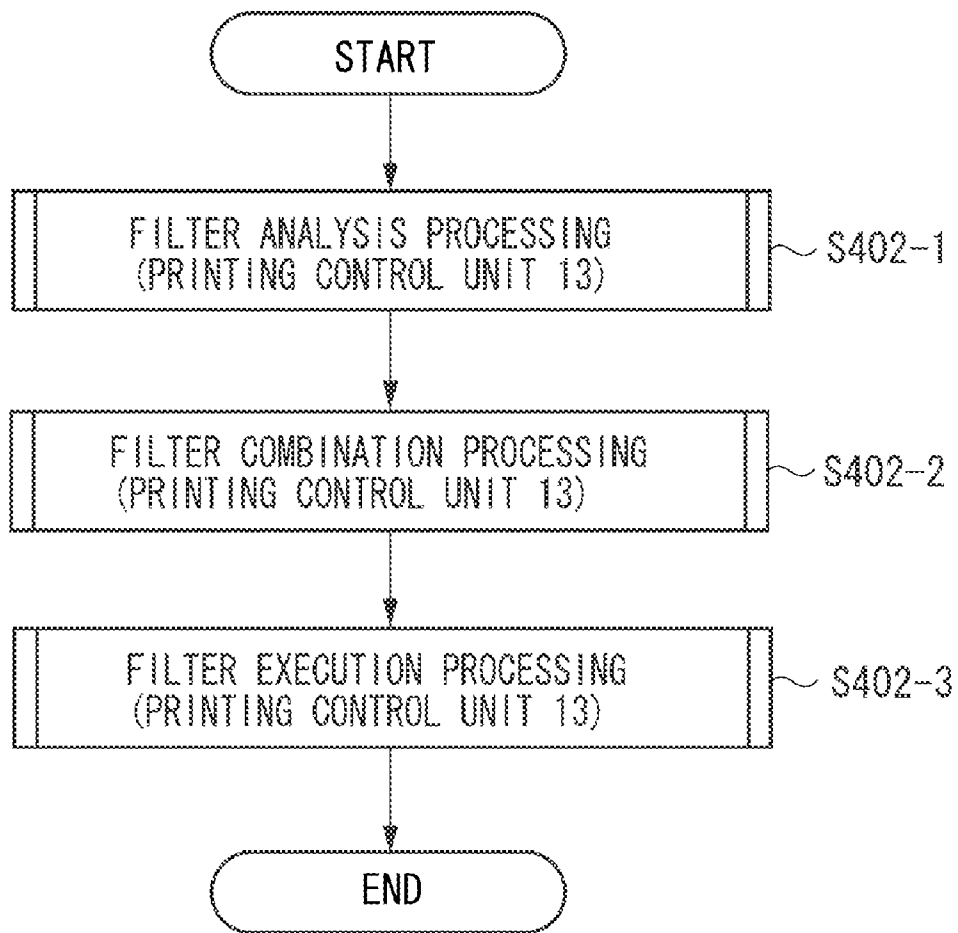 START
FILTER ANALYSIS PROCESSING
(PRINTING CONTROL UNIT 13)
S402-1
FILTER COMBINATION PROCESSING
(PRINTING CONTROL UNIT 13)
S402-2
FILTER EXECUTION PROCESSING
(PRINTING CONTROL UNIT 13)
S402-3
END